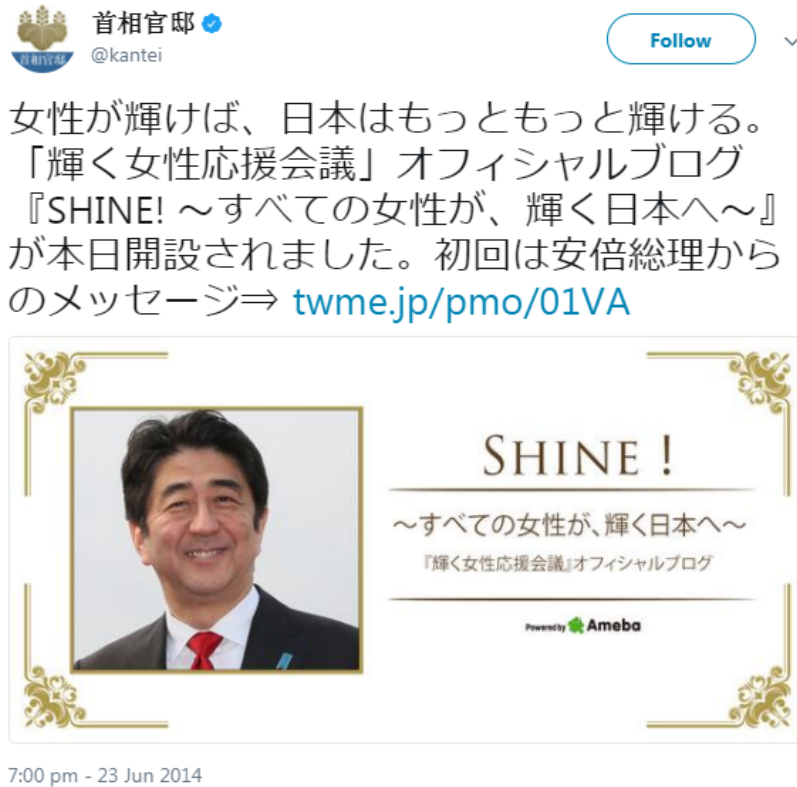 首相官邸
@kantei
首相官邸
Follow
女性が輝けば、日本はもっともっと輝ける。
「輝く女性応援会議」オフィシャルブログ
『SHINE! ～すべての女性が、輝く日本へ～』
が本日開設されました。初回は安倍総理から
のメッセージ⇒ twme.jp/pmo/01VA
SHINE！
～すべての女性が、輝く日本へ～
『輝く女性応援会議』オフィシャルブログ
Powered by Ameba
7:00 pm - 23 Jun 2014